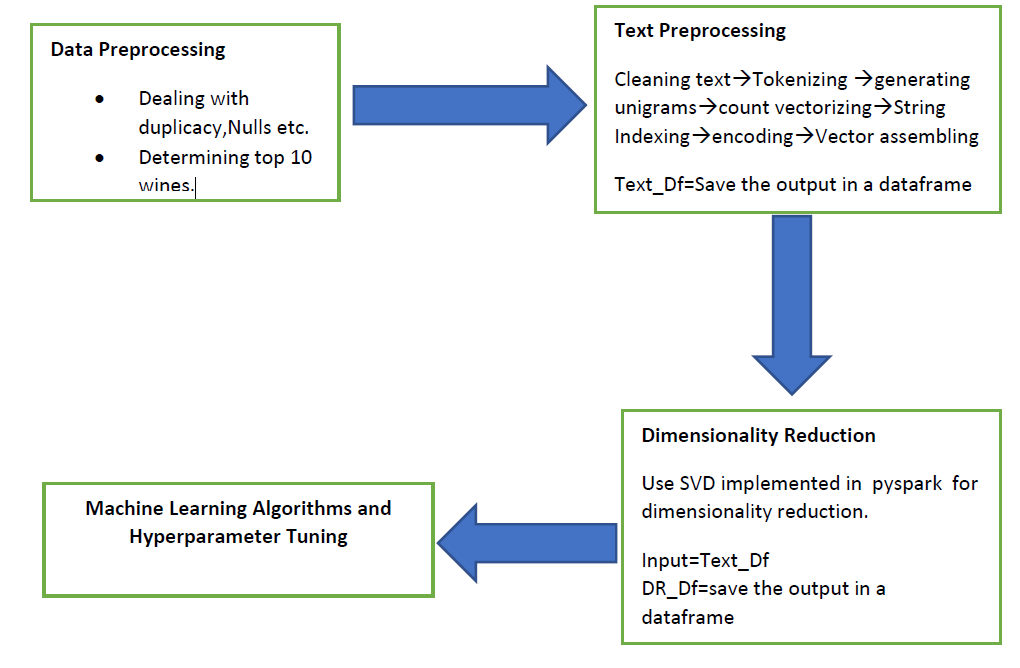 Data Preprocessing
• Dealing with
duplicacy,Nulls etc.
• Determining top 10
wines.
Text Preprocessing
Cleaning text→Tokenizing →generating
unigrams→count vectorizing→String
Indexing→encoding→Vector assembling
Text_Df=Save the output in a dataframe
Dimensionality Reduction
Use SVD implemented in pyspark for
dimensionality reduction.
Input=Text_Df
DR_Df=save the output in a
dataframe
Machine Learning Algorithms and
Hyperparameter Tuning